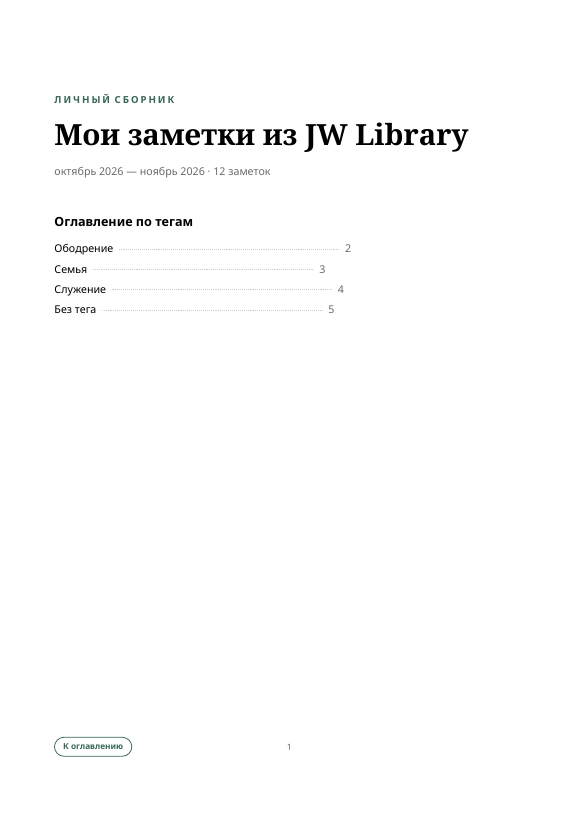 ЛИЧНЫЙ СБОРНИК
Мои заметки из JW Library
октябрь 2026 — ноябрь 2026 · 12 заметок
Оглавление по тегам
Ободрение 2
Семья 3
Служение 4
Без тега 5
К оглавлению 1